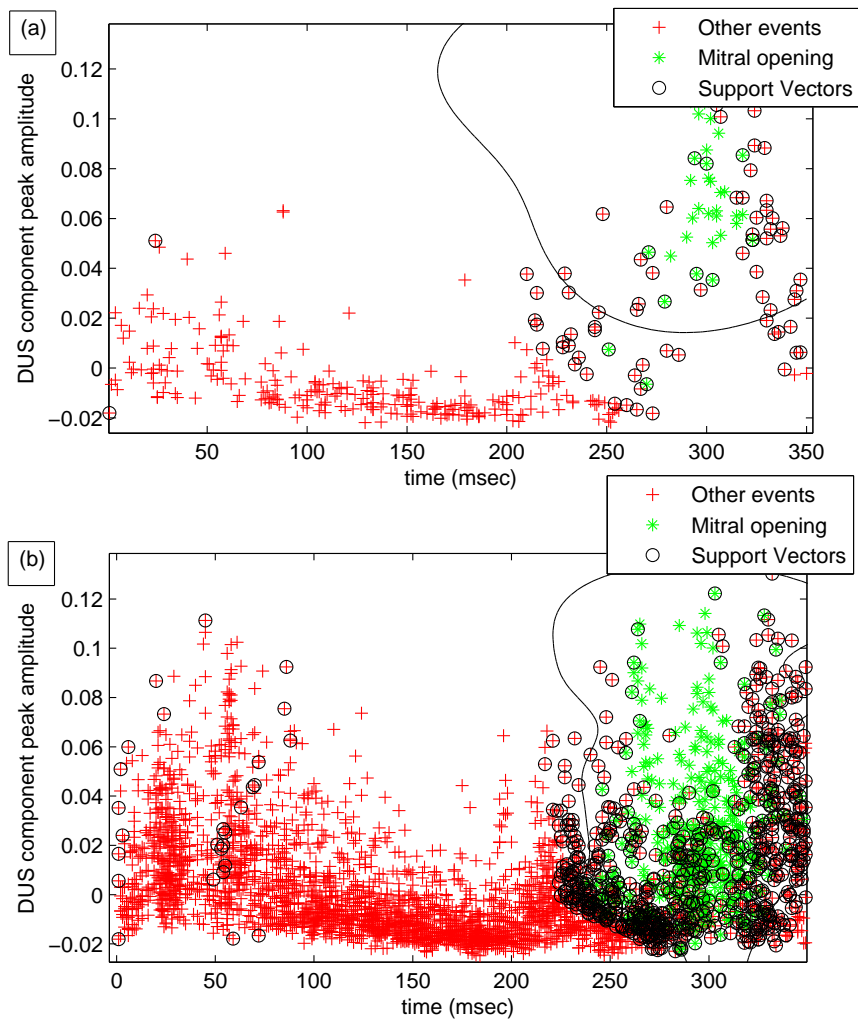 (a)
Other events
Mitral opening
Support Vectors
DUS component peak amplitude
0.12
0.1
0.08
0.06
0.04
0.02
0
−0.02
50 100 150 200 250 300 350
time (msec)
(b)
Other events
Mitral opening
Support Vectors
DUS component peak amplitude
0.12
0.1
0.08
0.06
0.04
0.02
0
−0.02
0 50 100 150 200 250 300
time (msec)